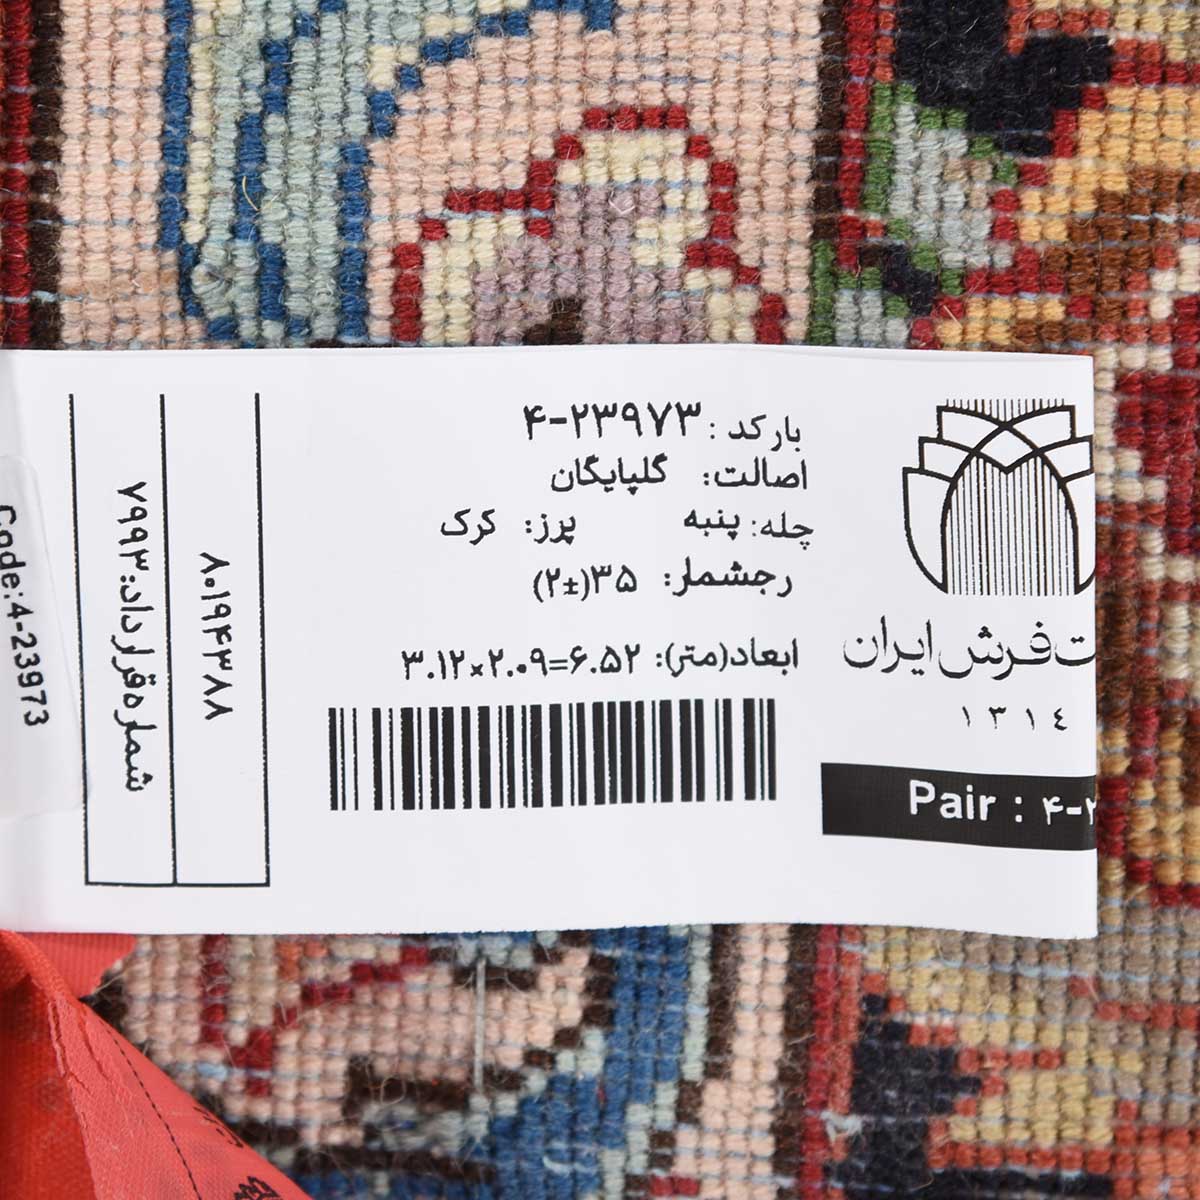 بارکد: ۴-۲۳۹۷۳
اصالت: گلپایگان
چله: پنبه پرز: کرک
رجشمار: ۳۵(±۲)
ابعاد(متر): ۳.۱۲×۲.۰۹=۶.۵۲
ت فرش ایران
۱۳۱٤
Pair : ۴-۲
۸۰۱۹۴۳۸۸
شماره قرارداد: ۷۹۹۳
Code:4-23973